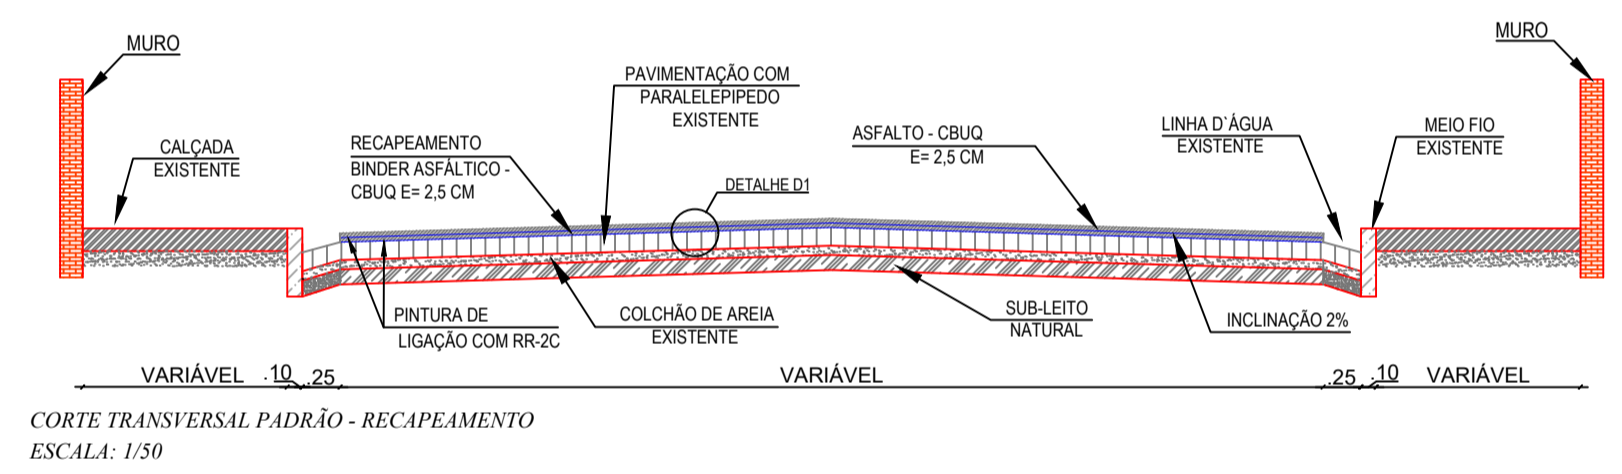 MURO
MURO
PAVIMENTAÇÃO COM
PARALELEPIPEDO
EXISTENTE
CALÇADA
EXISTENTE
RECAPEAMENTO
BINDER ASFÁLTICO -
CBUQ E= 2,5 CM
DETALHE D1
ASFALTO - CBUQ
E= 2,5 CM
LINHA D`ÁGUA
EXISTENTE
MEIO FIO
EXISTENTE
PINTURA DE
LIGAÇÃO COM RR-2C
COLCHÃO DE AREIA
EXISTENTE
SUB-LEITO
NATURAL
INCLINAÇÃO 2%
VARIÁVEL .10 .25 VARIÁVEL .25 .10 VARIÁVEL
CORTE TRANSVERSAL PADRÃO - RECAPEAMENTO
ESCALA: 1/50